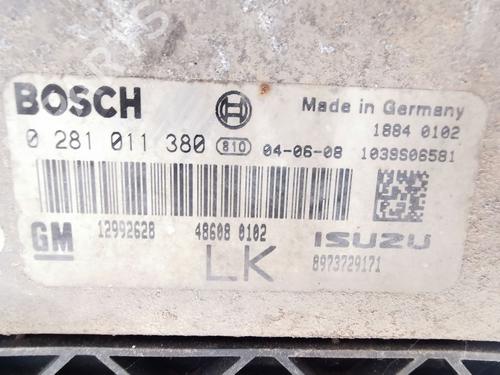 BOSCH
Made in Germany
1884 0102
0 281 011 380 810 04-06-08 1039S06581
GM 12992628 48608 0102 ISUZU
LK 8973729171